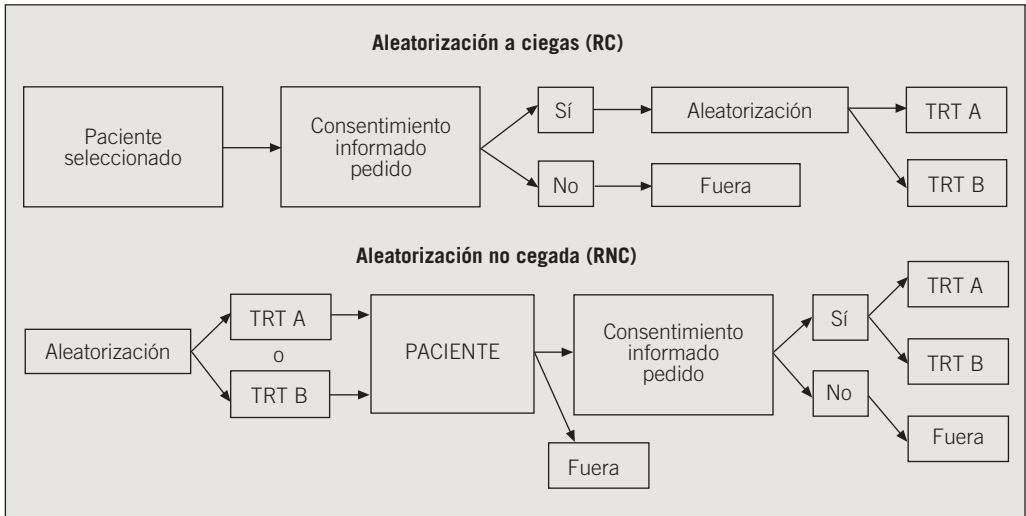 Aleatorización a ciegas (RC)
Paciente
seleccionado
Consentimiento
informado
pedido
Sí
Aleatorización
TRT A
TRT B
No
Fuera
Aleatorización no cegada (RNC)
Aleatorización
TRT A
o
TRT B
PACIENTE
Fuera
Consentimiento
informado
pedido
Sí
TRT A
TRT B
No
Fuera